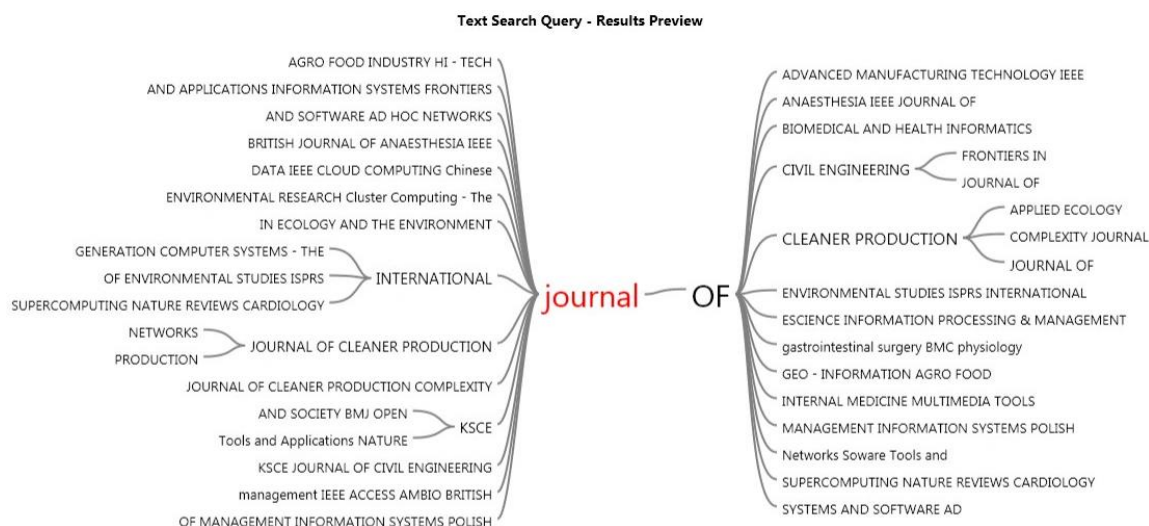 Text Search Query - Results Preview
AGRO FOOD INDUSTRY HI - TECH
AND APPLICATIONS INFORMATION SYSTEMS FRONTIERS
AND SOFTWARE AD HOC NETWORKS
BRITISH JOURNAL OF ANAESTHESIA IEEE
DATA IEEE CLOUD COMPUTING Chinese
ENVIRONMENTAL RESEARCH Cluster Computing - The
IN ECOLOGY AND THE ENVIRONMENT
GENERATION COMPUTER SYSTEMS - THE
OF ENVIRONMENTAL STUDIES ISPRS
SUPERCOMPUTING NATURE REVIEWS CARDIOLOGY
INTERNATIONAL
NETWORKS
PRODUCTION
JOURNAL OF CLEANER PRODUCTION
JOURNAL OF CLEANER PRODUCTION COMPLEXITY
AND SOCIETY BMJ OPEN
Tools and Applications NATURE
KSCE
KSCE JOURNAL OF CIVIL ENGINEERING
management IEEE ACCESS AMBIO BRITISH
OF MANAGEMENT INFORMATION SYSTEMS POLISH
journal
OF
ADVANCED MANUFACTURING TECHNOLOGY IEEE
ANAESTHESIA IEEE JOURNAL OF
BIOMEDICAL AND HEALTH INFORMATICS
CIVIL ENGINEERING
FRONTIERS IN
JOURNAL OF
CLEANER PRODUCTION
APPLIED ECOLOGY
COMPLEXITY JOURNAL
JOURNAL OF
ENVIRONMENTAL STUDIES ISPRS INTERNATIONAL
ESCIENCE INFORMATION PROCESSING & MANAGEMENT
gastrointestinal surgery BMC physiology
GEO - INFORMATION AGRO FOOD
INTERNAL MEDICINE MULTIMEDIA TOOLS
MANAGEMENT INFORMATION SYSTEMS POLISH
Networks Soware Tools and
SUPERCOMPUTING NATURE REVIEWS CARDIOLOGY
SYSTEMS AND SOFTWARE AD